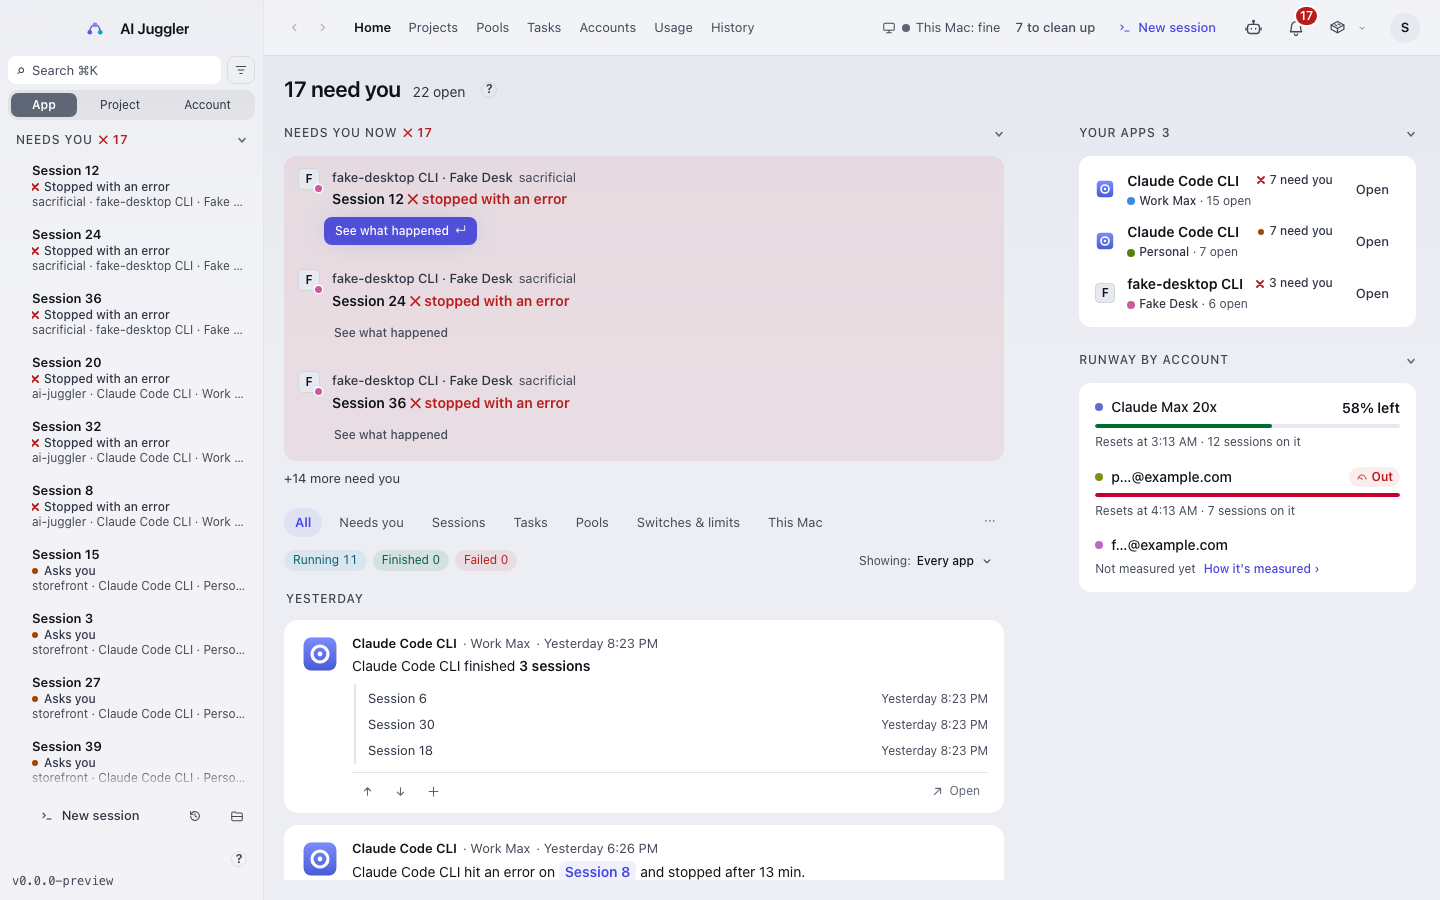 AI Juggler
Search ⌘K
App Project Account
NEEDS YOU 17
Session 12
Stopped with an error
sacrificial · fake-desktop CLI · Fake ...
Session 24
Stopped with an error
sacrificial · fake-desktop CLI · Fake ...
Session 36
Stopped with an error
sacrificial · fake-desktop CLI · Fake ...
Session 20
Stopped with an error
ai-juggler · Claude Code CLI · Work ...
Session 32
Stopped with an error
ai-juggler · Claude Code CLI · Work ...
Session 8
Stopped with an error
ai-juggler · Claude Code CLI · Work ...
Session 15
Asks you
storefront · Claude Code CLI · Perso...
Session 3
Asks you
storefront · Claude Code CLI · Perso...
Session 27
Asks you
storefront · Claude Code CLI · Perso...
Session 39
Asks you
storefront · Claude Code CLI · Perso...
New session
?
v0.0.0-preview
Home Projects Pools Tasks Accounts Usage History
This Mac: fine 7 to clean up New session 17 S
17 need you 22 open ?
NEEDS YOU NOW 17
F fake-desktop CLI · Fake Desk sacrificial
Session 12 stopped with an error
See what happened ↵
F fake-desktop CLI · Fake Desk sacrificial
Session 24 stopped with an error
See what happened
F fake-desktop CLI · Fake Desk sacrificial
Session 36 stopped with an error
See what happened
+14 more need you
All Needs you Sessions Tasks Pools Switches & limits This Mac ...
Running 11 Finished 0 Failed 0 Showing: Every app
YESTERDAY
Claude Code CLI · Work Max · Yesterday 8:23 PM
Claude Code CLI finished 3 sessions
Session 6 Yesterday 8:23 PM
Session 30 Yesterday 8:23 PM
Session 18 Yesterday 8:23 PM
Open
Claude Code CLI · Work Max · Yesterday 6:26 PM
Claude Code CLI hit an error on Session 8 and stopped after 13 min.
YOUR APPS 3
Claude Code CLI 7 need you Open
Work Max · 15 open
Claude Code CLI 7 need you Open
Personal · 7 open
F fake-desktop CLI 3 need you Open
Fake Desk · 6 open
RUNWAY BY ACCOUNT
Claude Max 20x 58% left
Resets at 3:13 AM · 12 sessions on it
p...@example.com Out
Resets at 4:13 AM · 7 sessions on it
f...@example.com
Not measured yet How it's measured ›